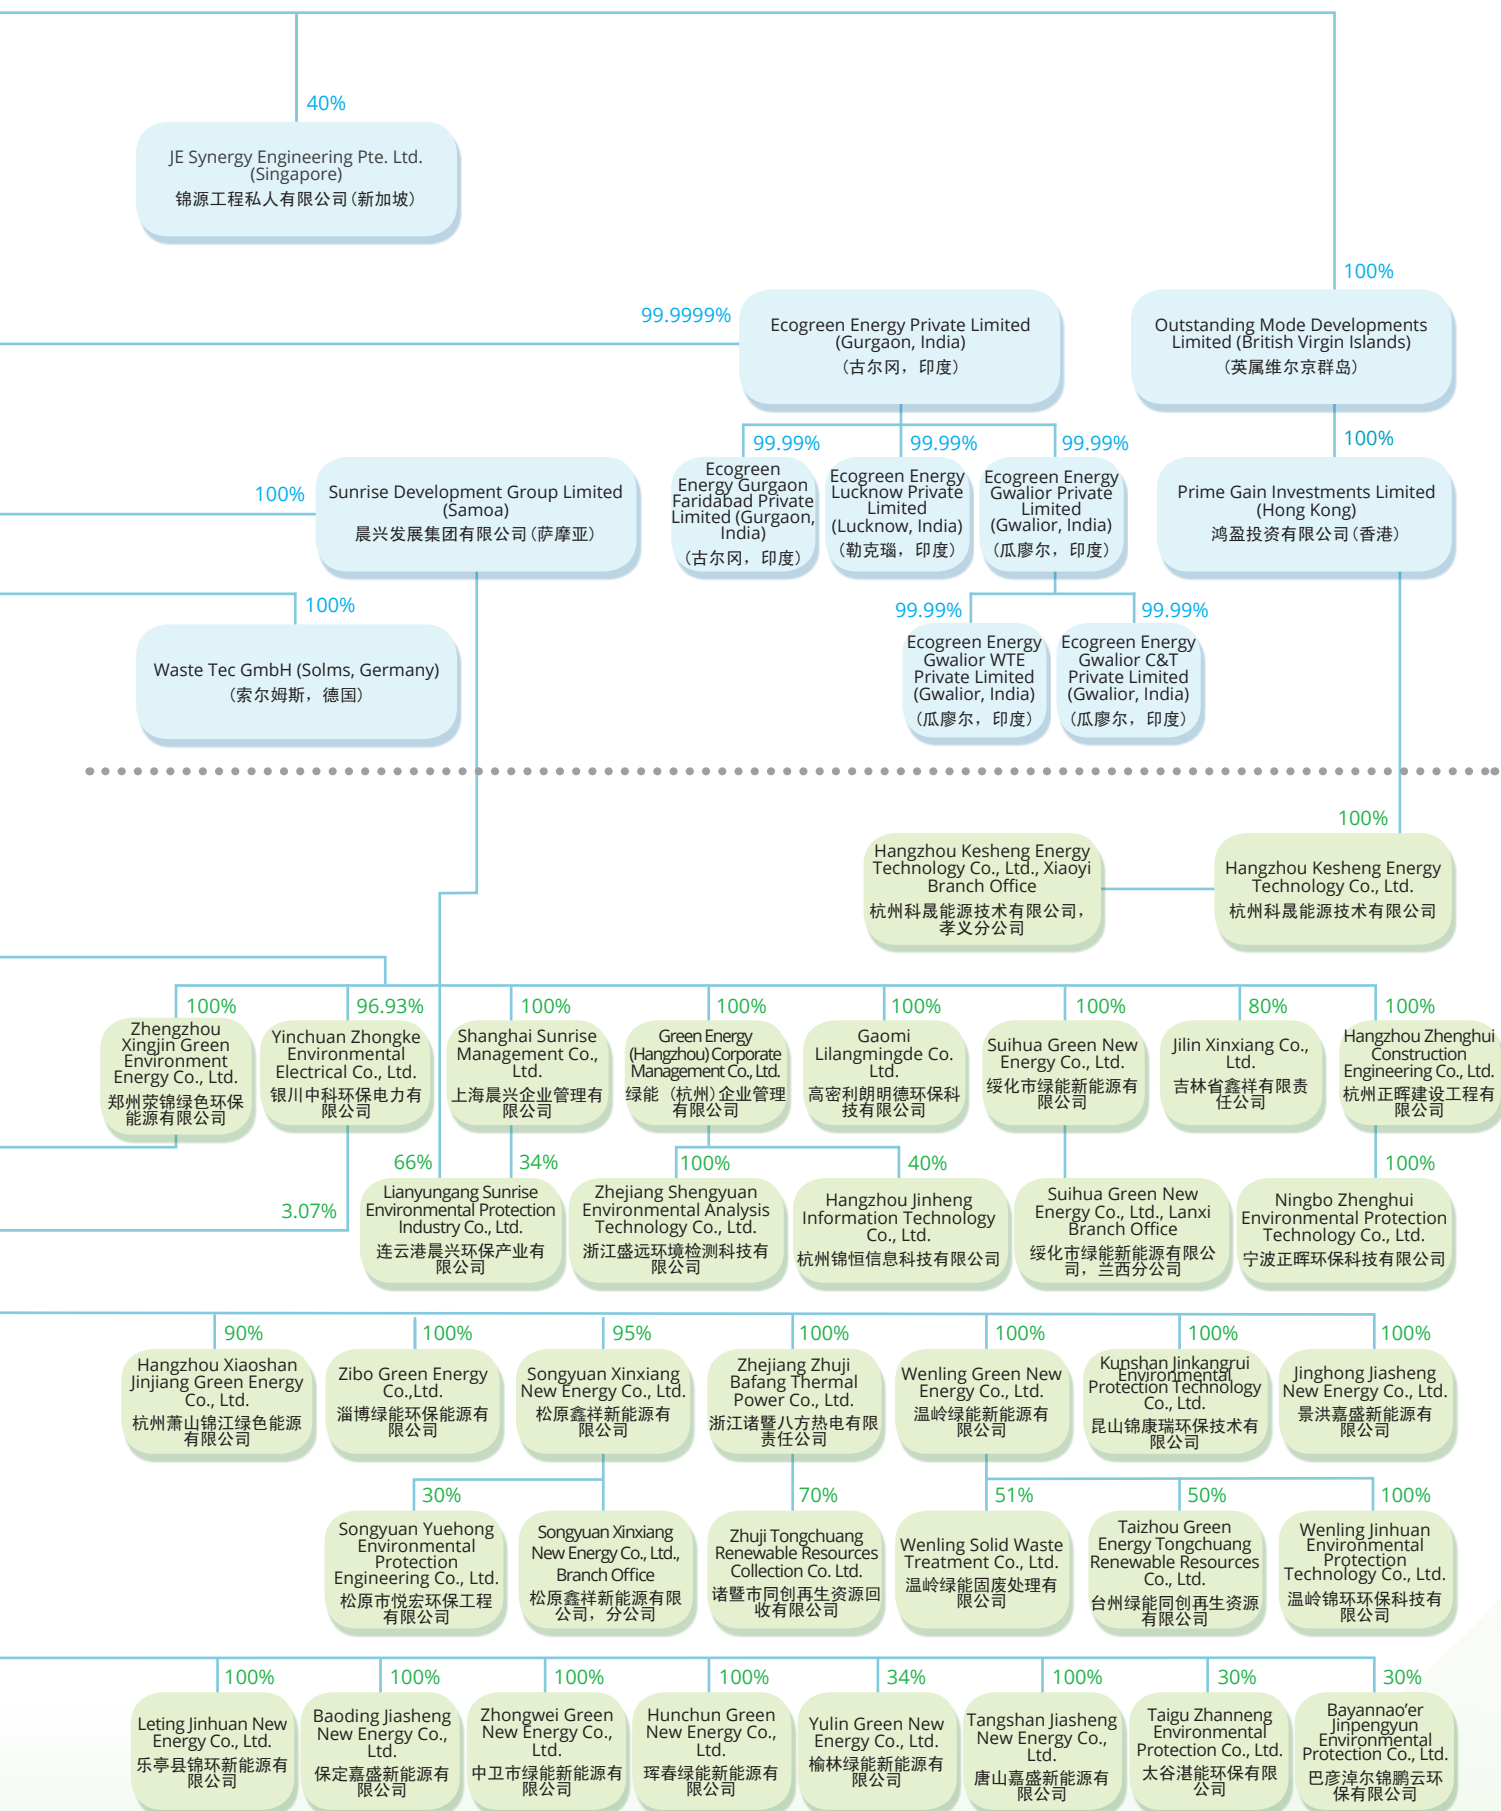 40%
JE Synergy Engineering Pte. Ltd.
(Singapore)
锦源工程私人有限公司(新加坡)
100%
99.9999%
Ecogreen Energy Private Limited
(Gurgaon, India)
(古尔冈，印度)
Outstanding Mode Developments
Limited (British Virgin Islands)
(英属维尔京群岛)
99.99%
99.99%
99.99%
100%
100%
Sunrise Development Group Limited
(Samoa)
晨兴发展集团有限公司(萨摩亚)
Ecogreen
Energy Gurgaon
Faridabad Private
Limited (Gurgaon,
India)
(古尔冈，印度)
Ecogreen Energy
Lucknow Private
Limited
(Lucknow, India)
(勒克瑙，印度)
Ecogreen Energy
Gwalior Private
Limited
(Gwalior, India)
(瓜廖尔，印度)
Prime Gain Investments Limited
(Hong Kong)
鸿盈投资有限公司(香港)
100%
99.99%
99.99%
Waste Tec GmbH (Solms, Germany)
(索尔姆斯，德国)
Ecogreen Energy
Gwalior WTE
Private Limited
(Gwalior, India)
(瓜廖尔，印度)
Ecogreen Energy
Gwalior C&T
Private Limited
(Gwalior, India)
(瓜廖尔，印度)
100%
Hangzhou Kesheng Energy
Technology Co., Ltd., Xiaoyi
Branch Office
杭州科晟能源技术有限公司，
孝义分公司
Hangzhou Kesheng Energy
Technology Co., Ltd.
杭州科晟能源技术有限公司
100%
96.93%
100%
100%
100%
100%
80%
100%
Zhengzhou
Xingjin Green
Environment
Energy Co., Ltd.
郑州荥锦绿色环保
能源有限公司
Yinchuan Zhongke
Environmental
Electrical Co., Ltd.
银川中科环保电力有
限公司
Shanghai Sunrise
Management Co.,
Ltd.
上海晨兴企业管理有
限公司
Green Energy
(Hangzhou) Corporate
Management Co., Ltd.
绿能（杭州）企业管理
有限公司
Gaomi
Lilangmingde Co.
Ltd.
高密利朗明德环保科
技有限公司
Suihua Green New
Energy Co., Ltd.
绥化市绿能新能源有
限公司
Jilin Xinxiang Co.,
Ltd.
吉林省鑫祥有限责
任公司
Hangzhou Zhenghui
Construction
Engineering Co., Ltd.
杭州正晖建设工程有
限公司
66%
34%
100%
40%
100%
3.07%
Lianyungang Sunrise
Environmental Protection
Industry Co., Ltd.
连云港晨兴环保产业有
限公司
Zhejiang Shengyuan
Environmental Analysis
Technology Co., Ltd.
浙江盛远环境检测科技有
限公司
Hangzhou Jinheng
Information Technology
Co., Ltd.
杭州锦恒信息科技有限公司
Suihua Green New
Energy Co., Ltd., Lanxi
Branch Office
绥化市绿能新能源有限公
司，兰西分公司
Ningbo Zhenghui
Environmental Protection
Technology Co., Ltd.
宁波正晖环保科技有限公司
90%
100%
95%
100%
100%
100%
100%
Hangzhou Xiaoshan
Jinjiang Green Energy
Co., Ltd.
杭州萧山锦江绿色能源
有限公司
Zibo Green Energy
Co.,Ltd.
淄博绿能环保能源有
限公司
Songyuan Xinxiang
New Energy Co., Ltd.
松原鑫祥新能源有
限公司
Zhejiang Zhuji
Bafang Thermal
Power Co., Ltd.
浙江诸暨八方热电有限
责任公司
Wenling Green New
Energy Co., Ltd.
温岭绿能新能源有
限公司
Kunshan Jinkangrui
Environmental
Protection Technology
Co., Ltd.
昆山锦康瑞环保技术有
限公司
Jinghong Jiasheng
New Energy Co., Ltd.
景洪嘉盛新能源有
限公司
30%
70%
51%
50%
100%
Songyuan Yuehong
Environmental
Protection
Engineering Co., Ltd.
松原市悦宏环保工程
有限公司
Songyuan Xinxiang
New Energy Co., Ltd.,
Branch Office
松原鑫祥新能源有限
公司，分公司
Zhuji Tongchuang
Renewable Resources
Collection Co. Ltd.
诸暨市同创再生资源回
收有限公司
Wenling Solid Waste
Treatment Co., Ltd.
温岭绿能固废处理有
限公司
Taizhou Green
Energy Tongchuang
Renewable Resources
Co., Ltd.
台州绿能同创再生资源
有限公司
Wenling Jinhuan
Environmental
Protection
Technology Co., Ltd.
温岭锦环环保科技有
限公司
100%
100%
100%
100%
34%
100%
30%
30%
Leting Jinhuan New
Energy Co., Ltd.
乐亭县锦环新能源有
限公司
Baoding Jiasheng
New Energy Co.,
Ltd.
保定嘉盛新能源有
限公司
Zhongwei Green
New Energy Co.,
Ltd.
中卫市绿能新能源有
限公司
Hunchun Green
New Energy Co.,
Ltd.
珲春绿能新能源有
限公司
Yulin Green New
Energy Co., Ltd.
榆林绿能新能源有
限公司
Tangshan Jiasheng
New Energy Co.,
Ltd.
唐山嘉盛新能源有
限公司
Taigu Zhanneng
Environmental
Protection Co., Ltd.
太谷湛能环保有限
公司
Bayannao’er
Jinpengyun
Environmental
Protection Co., Ltd.
巴彦淖尔锦鹏云环
保有限公司